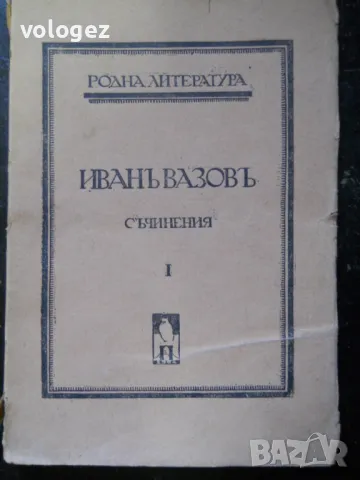 vologez
РОДНА ЛИТЕРАТУРА
ИВАНЪ ВАЗОВЪ
СЪЧИНЕНИЯ
I
П
BAZAR